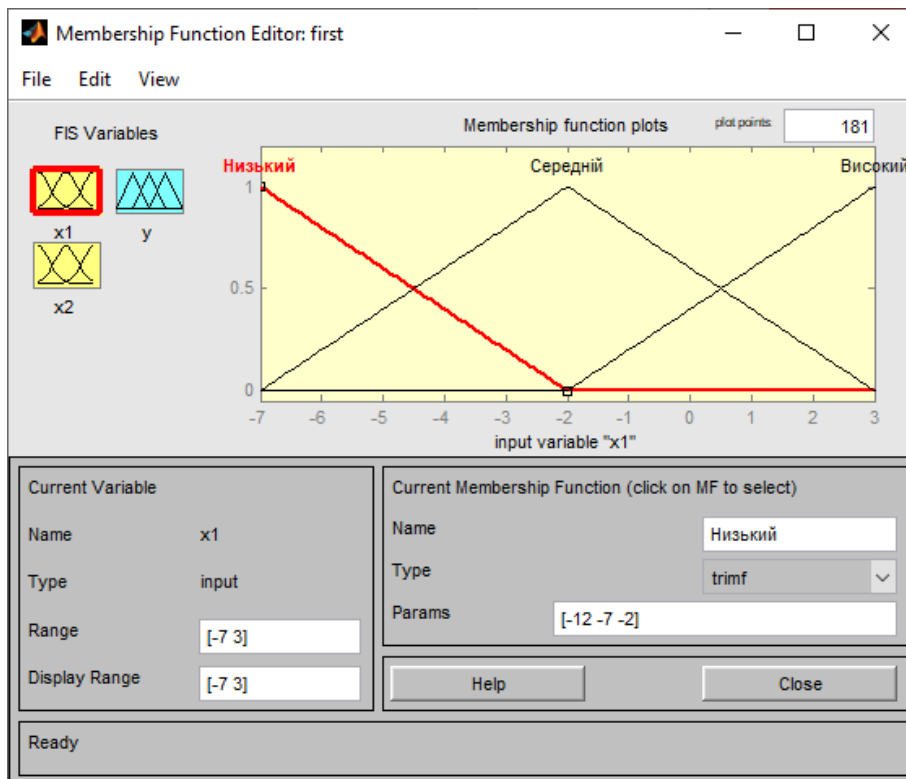 Membership Function Editor: first
File Edit View
FIS Variables
Membership function plots
plot points:
181
x1
y
x2
Низький
Середній
Високий
1
0.5
0
-7 -6 -5 -4 -3 -2 -1 0 1 2 3
input variable "x1"
Current Variable
Name x1
Type input
Range [-7 3]
Display Range [-7 3]
Current Membership Function (click on MF to select)
Name Низький
Type trimf
Params [-12 -7 -2]
Help Close
Ready